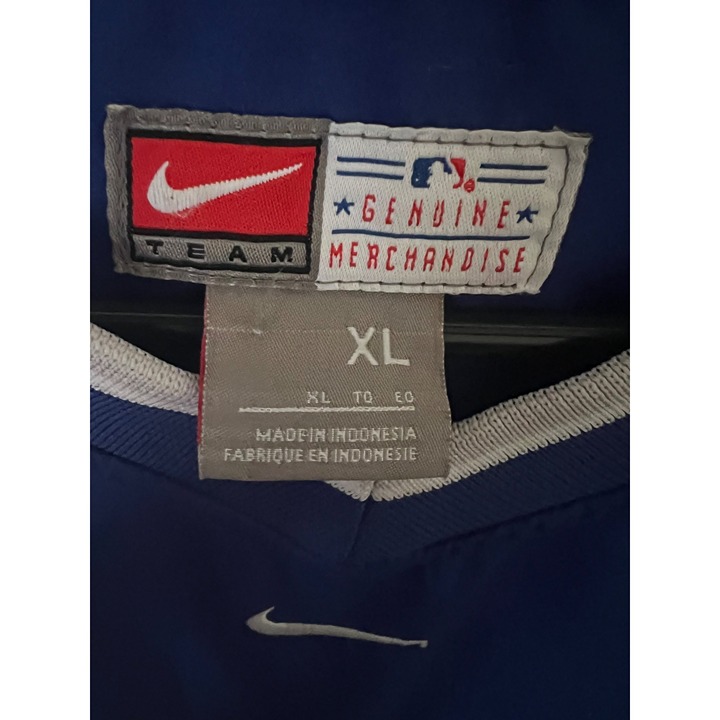 TEAM
GENUINE
MERCHANDISE
XL
XL TG EG
MADE IN INDONESIA
FABRIQUE EN INDONESIE